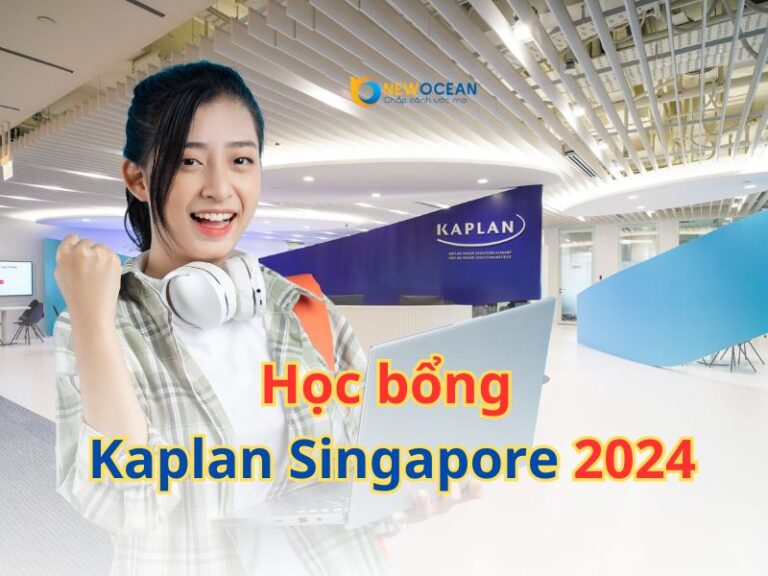 NEWOCEAN
Chắp cánh ước mơ
KAPLAN
Học bổng
Kaplan Singapore 2024